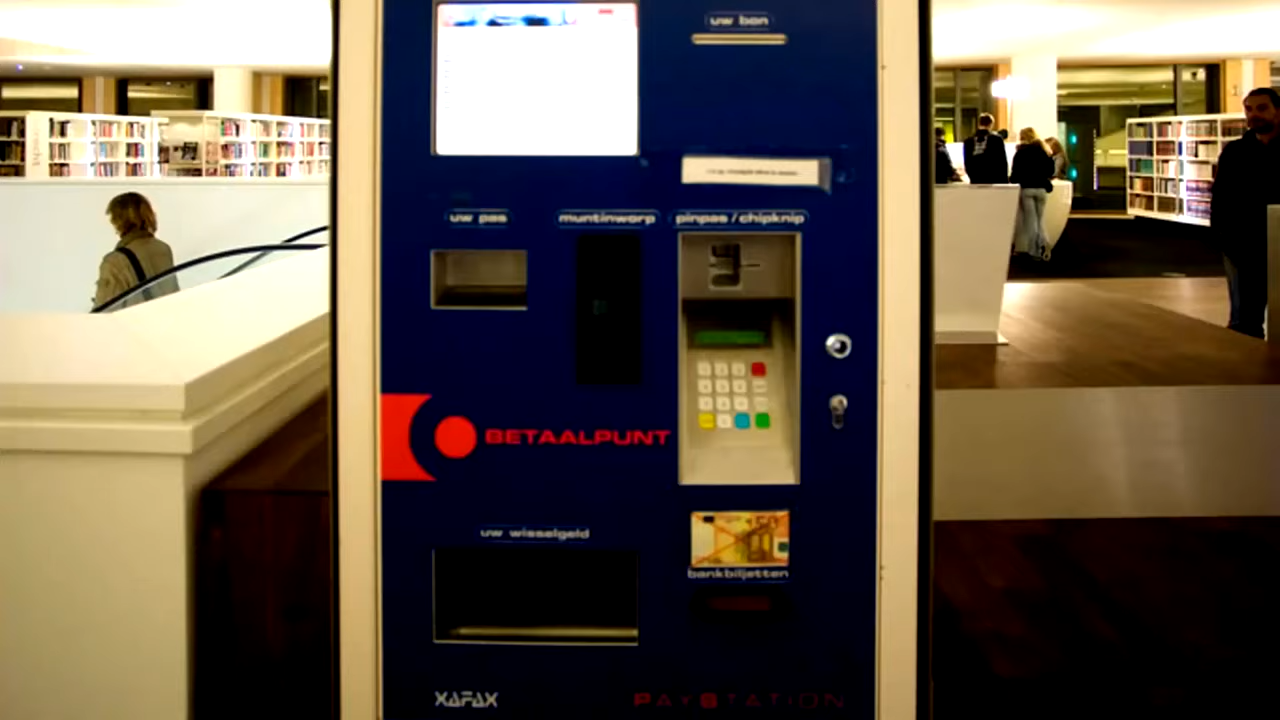 uw bon
uw pas
muntinworp
pinpas / chipknip
BETAALPUNT
uw wisselgeld
bankbiljetten
XAFAX
PAYSTATION